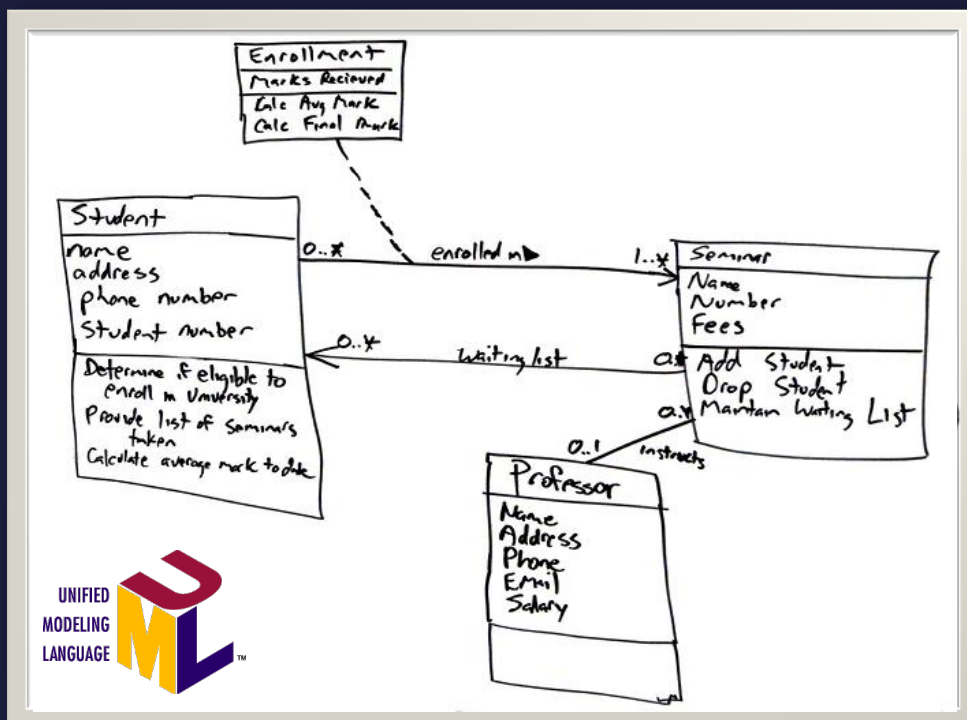 Enrollment
Marks Recieved
Calc Avg Mark
Calc Final Mark
Student
name
address
phone number
Student number
Determine if eligible to
enroll in University
Provide list of Seminars
taken
Calculate average mark to date
0..*
enrolled in
1..*
0..*
Waiting list
0..*
Seminar
Name
Number
Fees
Add Student
Drop Student
Maintain Waiting List
0..*
instructs
0..1
Professor
Name
Address
Phone
Email
Salary
UNIFIED
MODELING
LANGUAGE
UML
TM